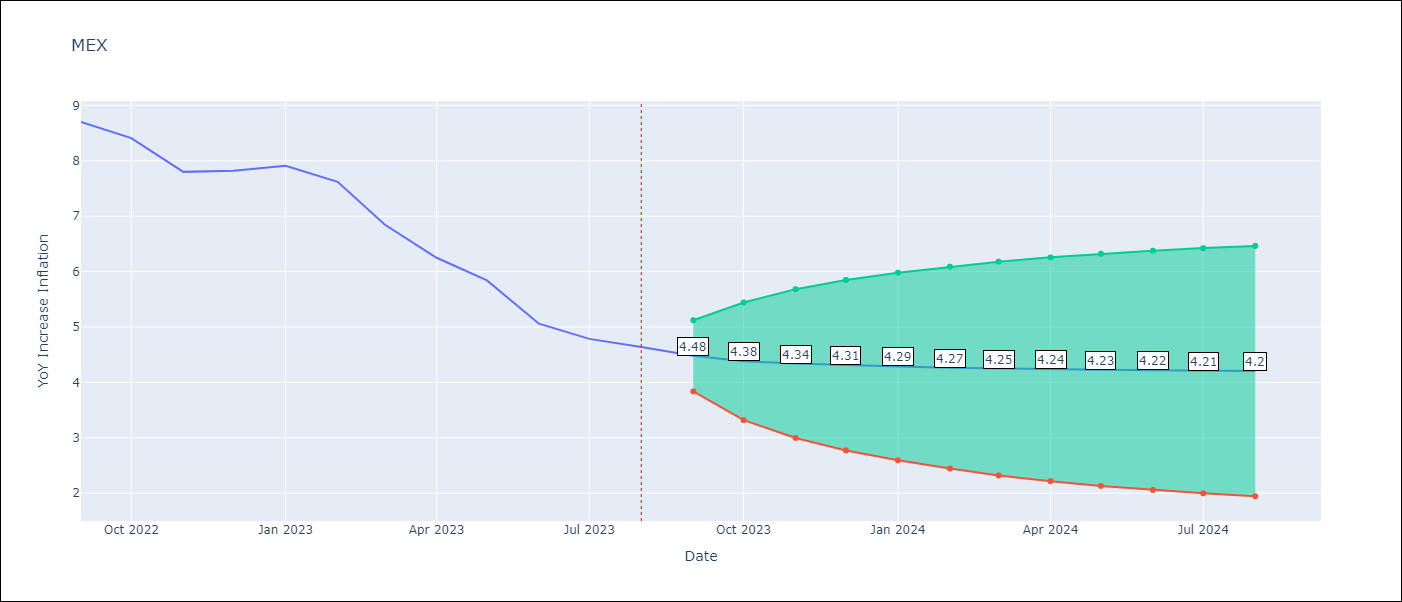 MEX
YoY Increase Inflation
9
8
7
6
5
4
3
2
4.48
4.38
4.34
4.31
4.29
4.27
4.25
4.24
4.23
4.22
4.21
4.2
Oct 2022
Jan 2023
Apr 2023
Jul 2023
Oct 2023
Jan 2024
Apr 2024
Jul 2024
Date